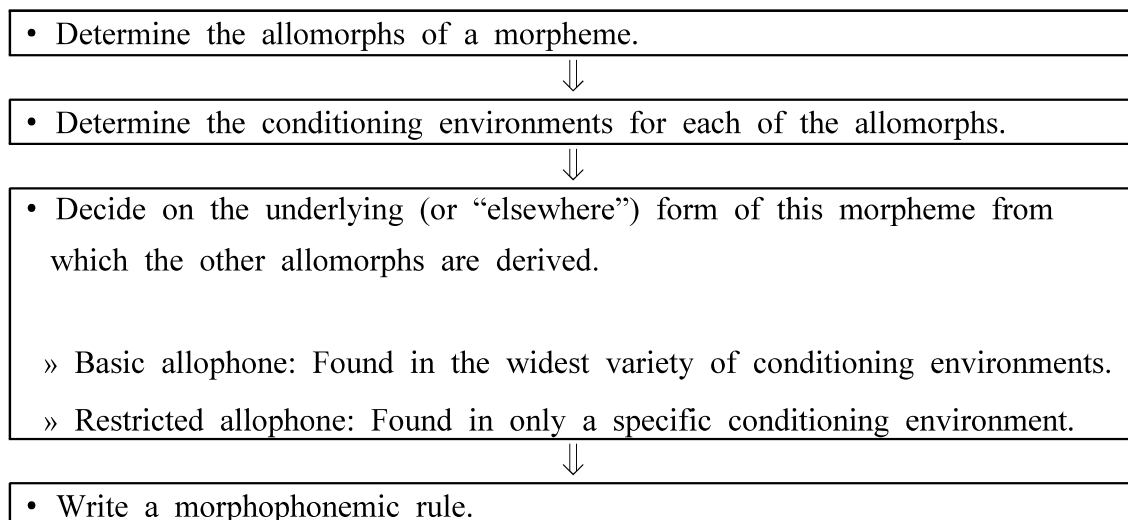 • Determine the allomorphs of a morpheme.
⇓
• Determine the conditioning environments for each of the allomorphs.
⇓
• Decide on the underlying (or “elsewhere”) form of this morpheme from
which the other allomorphs are derived.
» Basic allophone: Found in the widest variety of conditioning environments.
» Restricted allophone: Found in only a specific conditioning environment.
⇓
• Write a morphophonemic rule.